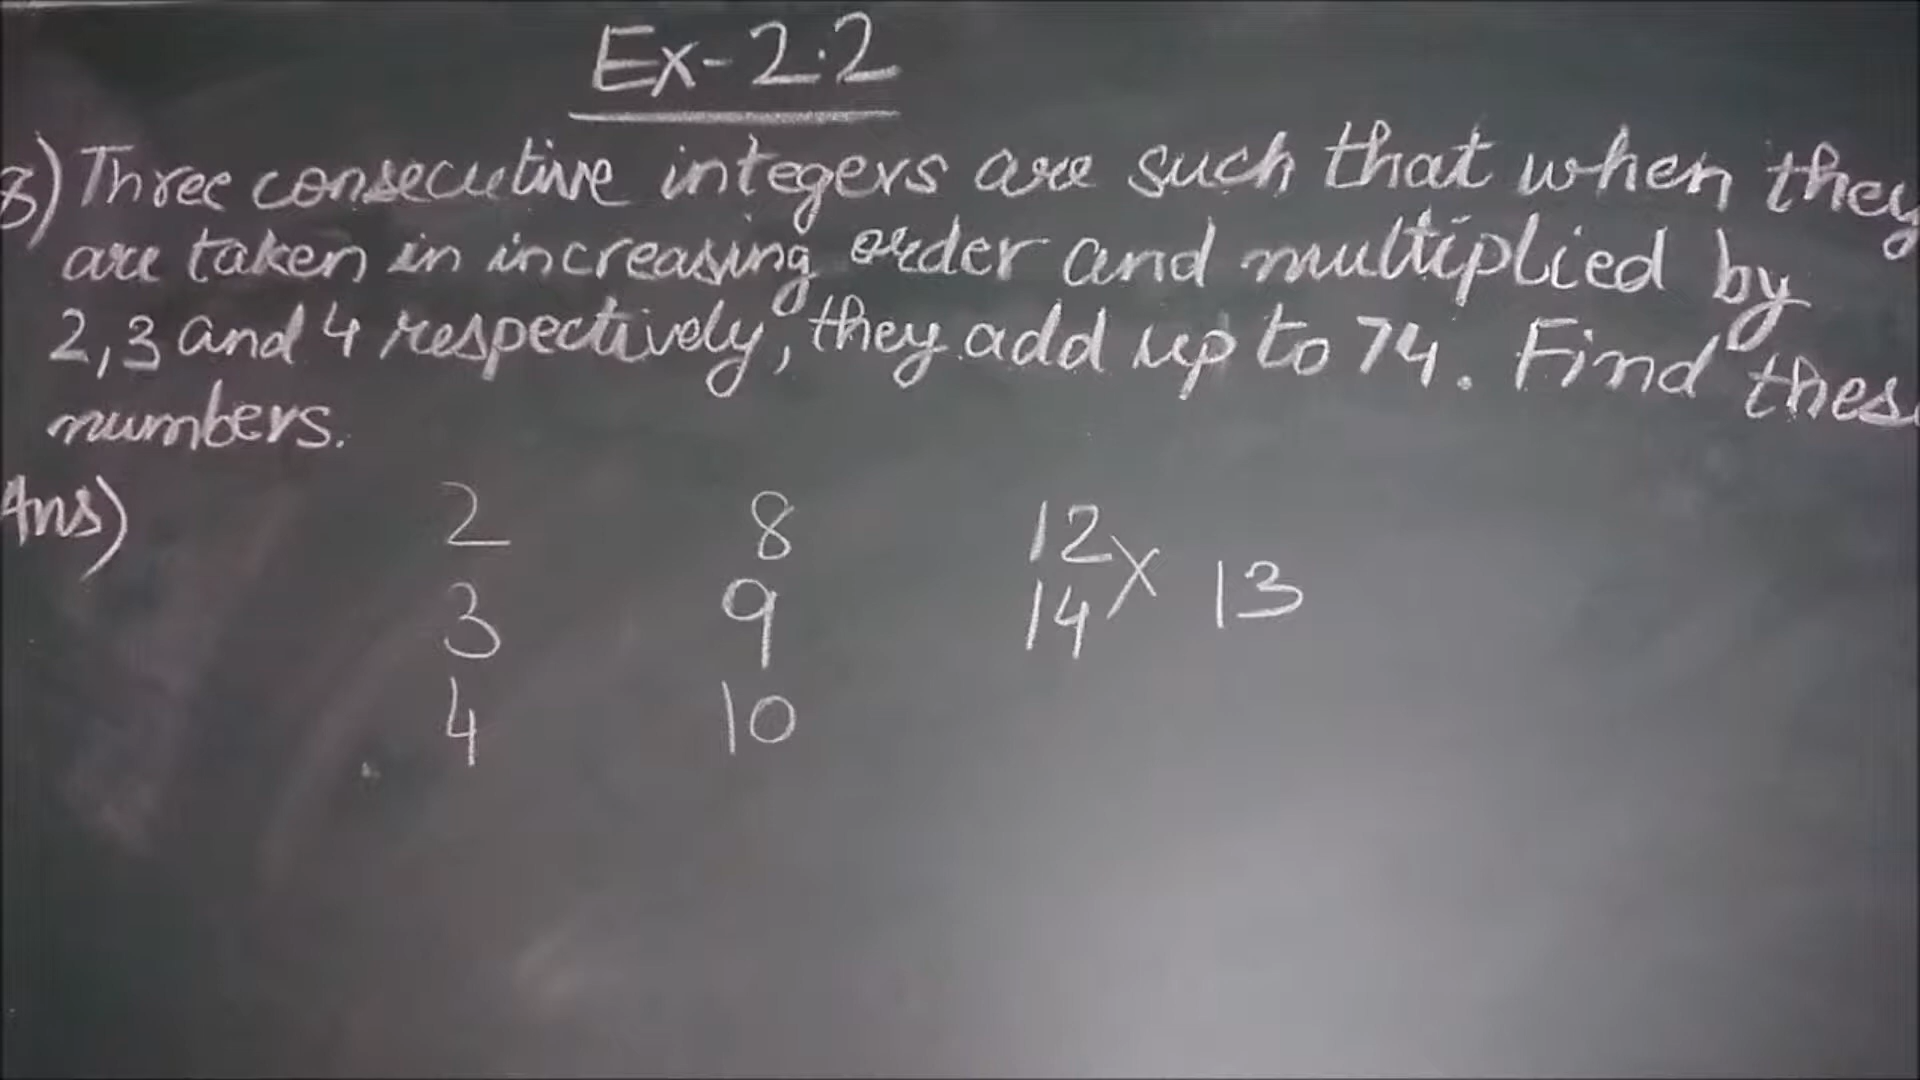 Ex-2.2
8) Three consecutive integers are such that when they
are taken in increasing order and multiplied by
2, 3 and 4 respectively, they add up to 74. Find thes
numbers.
Ans)
2 8 12 x 13
3 9 14
4 10